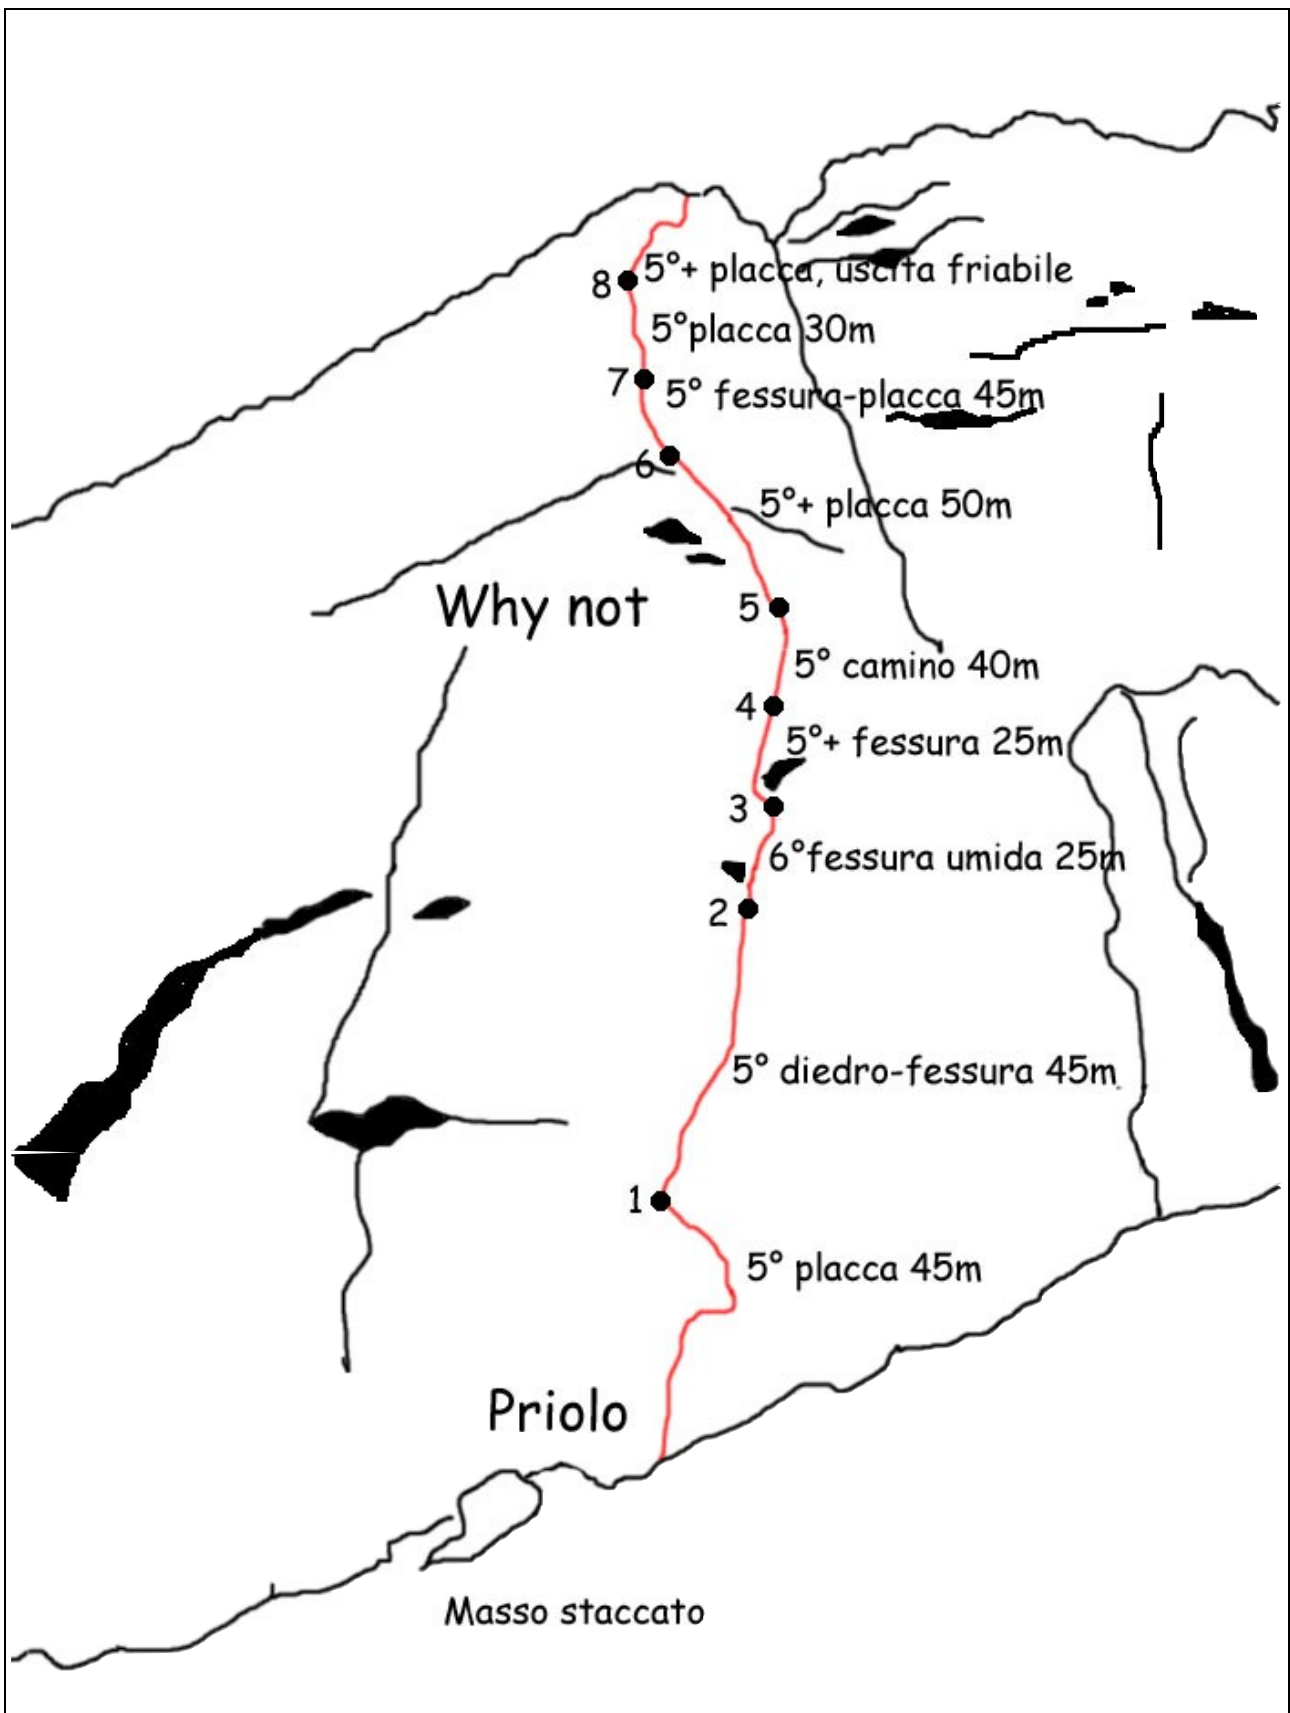 8 5°+ placca, uscita friabile
5°placca 30m
7 5° fessura-placca 45m
6
5°+ placca 50m
Why not
5
5° camino 40m
4
5°+ fessura 25m
3
6°fessura umida 25m
2
5° diedro-fessura 45m
1
5° placca 45m
Priolo
Masso staccato